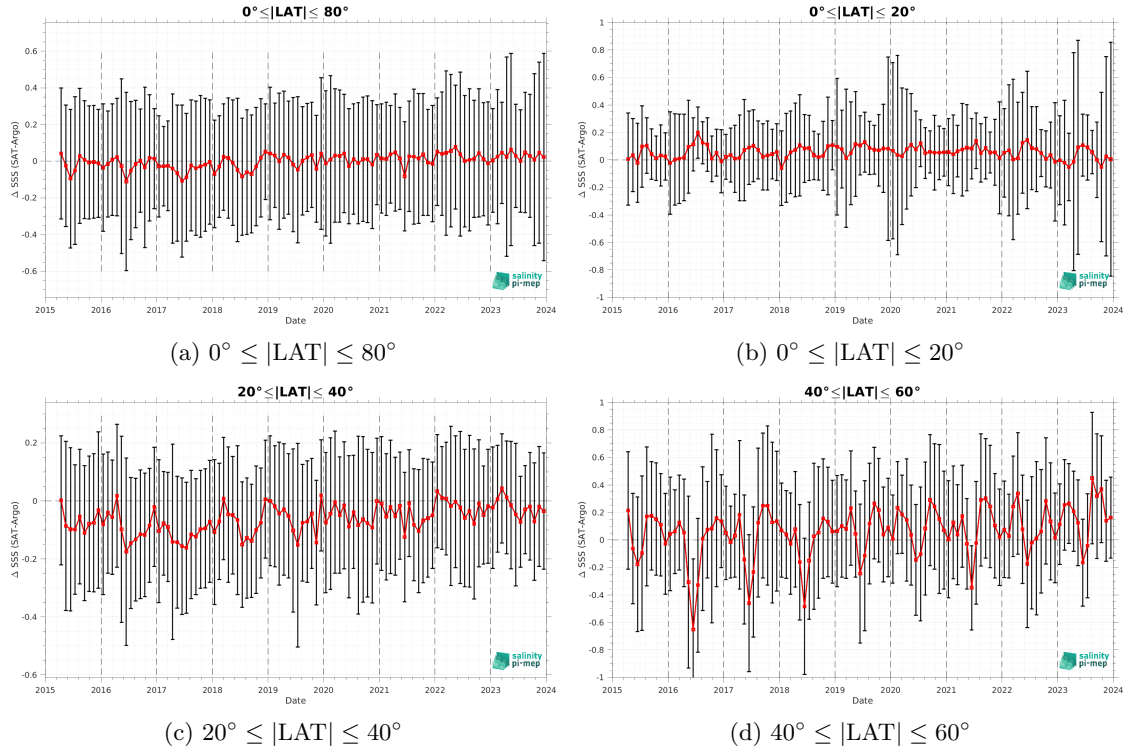 0°≤|LAT|≤ 80°
Δ SSS (SAT-Argo)
0.6
0.4
0.2
0
-0.2
-0.4
-0.6
2015 2016 2017 2018 2019 2020 2021 2022 2023 2024
Date
salinity
pi-mep
(a) 0° ≤ |LAT| ≤ 80°
0°≤|LAT|≤ 20°
Δ SSS (SAT-Argo)
1
0.8
0.6
0.4
0.2
0
-0.2
-0.4
-0.6
-0.8
-1
2015 2016 2017 2018 2019 2020 2021 2022 2023 2024
Date
salinity
pi-mep
(b) 0° ≤ |LAT| ≤ 20°
20°≤|LAT|≤ 40°
Δ SSS (SAT-Argo)
0.2
0
-0.2
-0.4
-0.6
2015 2016 2017 2018 2019 2020 2021 2022 2023 2024
Date
salinity
pi-mep
(c) 20° ≤ |LAT| ≤ 40°
40°≤|LAT|≤ 60°
Δ SSS (SAT-Argo)
1
0.8
0.6
0.4
0.2
0
-0.2
-0.4
-0.6
-0.8
-1
2015 2016 2017 2018 2019 2020 2021 2022 2023 2024
Date
salinity
pi-mep
(d) 40° ≤ |LAT| ≤ 60°